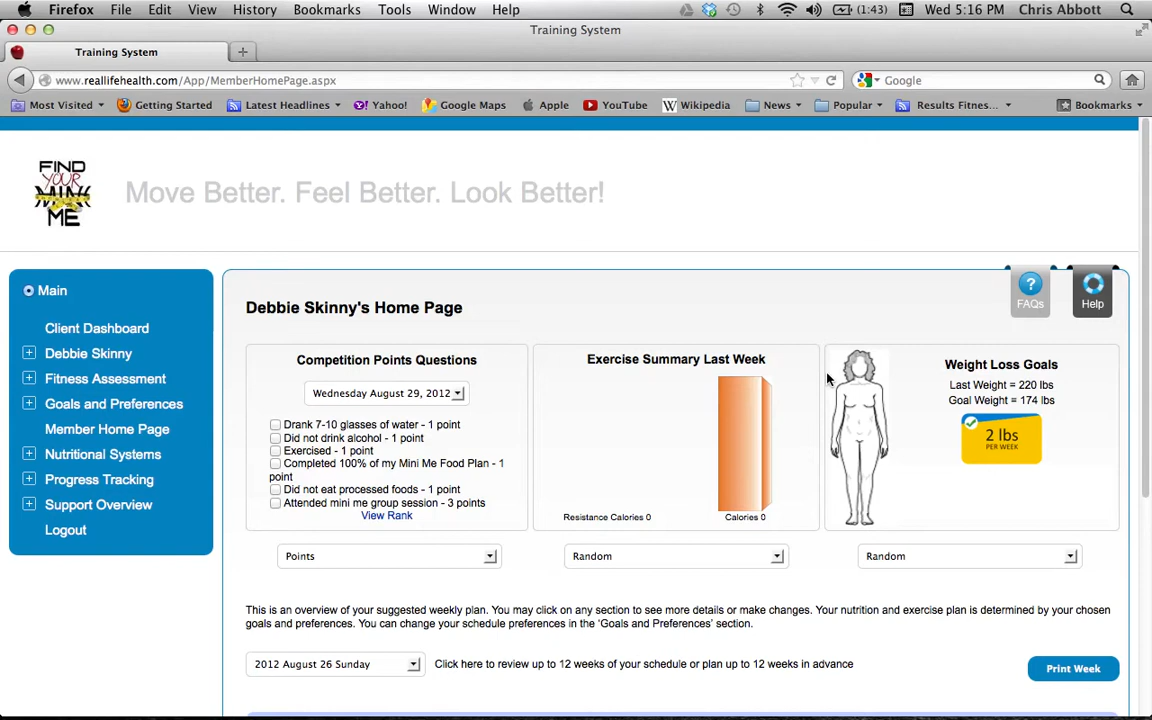 Firefox File Edit View History Bookmarks Tools Window Help (1:43) Wed 5:16 PM Chris Abbott
Training System
Training System
www.reallifehealth.com/App/MemberHomePage.aspx Google
Most Visited Getting Started Latest Headlines Yahoo! Google Maps Apple YouTube Wikipedia News Popular Results Fitnes... Bookmarks
FIND
YOUR
MINI
ME
Move Better. Feel Better. Look Better!
Main
Client Dashboard
Debbie Skinny
Fitness Assessment
Goals and Preferences
Member Home Page
Nutritional Systems
Progress Tracking
Support Overview
Logout
Debbie Skinny's Home Page
? FAQs
Help
Competition Points Questions
Wednesday August 29, 2012
Drank 7-10 glasses of water - 1 point
Did not drink alcohol - 1 point
Exercised - 1 point
Completed 100% of my Mini Me Food Plan - 1
point
Did not eat processed foods - 1 point
Attended mini me group session - 3 points
View Rank
Points
Exercise Summary Last Week
Resistance Calories 0 Calories 0
Random
Weight Loss Goals
Last Weight = 220 lbs
Goal Weight = 174 lbs
2 lbs
PER WEEK
Random
This is an overview of your suggested weekly plan. You may click on any section to see more details or make changes. Your nutrition and exercise plan is determined by your chosen
goals and preferences. You can change your schedule preferences in the 'Goals and Preferences' section.
2012 August 26 Sunday Click here to review up to 12 weeks of your schedule or plan up to 12 weeks in advance
Print Week